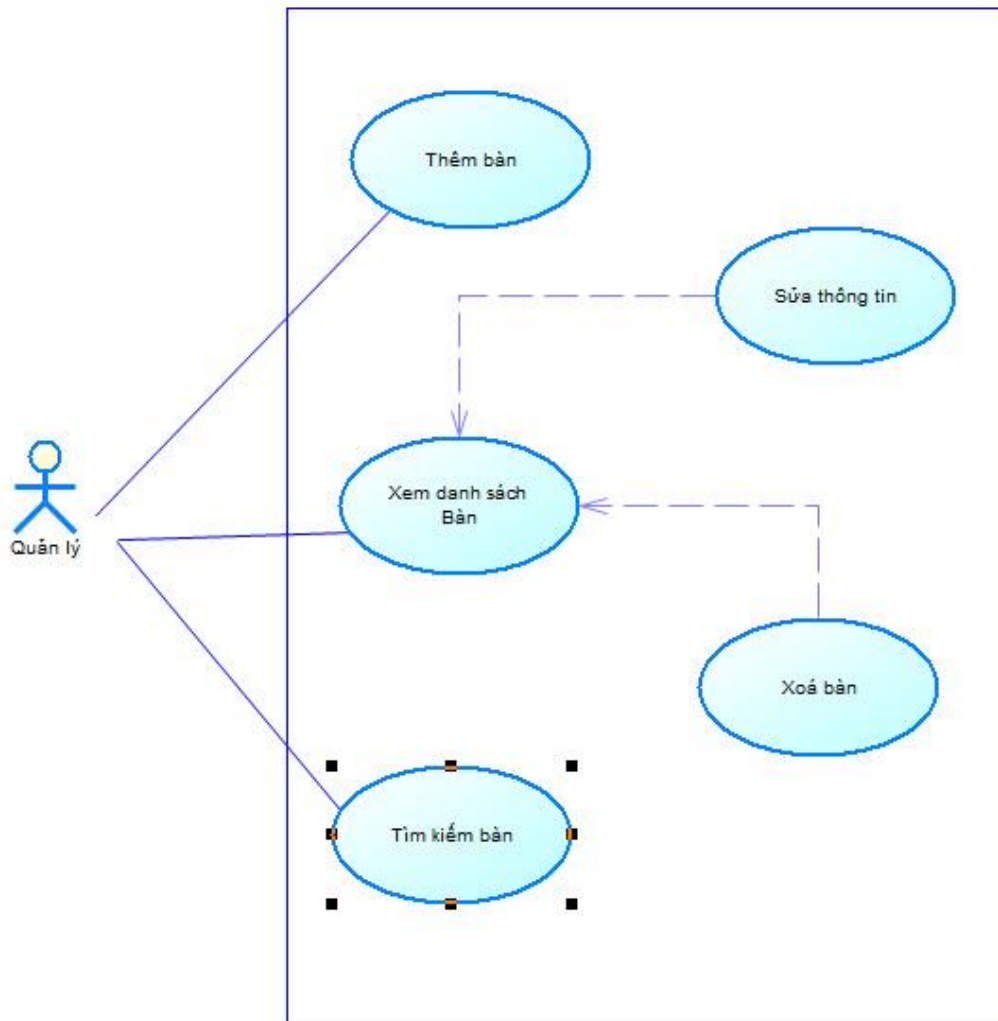 Thêm bàn
Sửa thông tin
Xem danh sách
Bàn
Quản lý
Xoá bàn
Tìm kiếm bàn